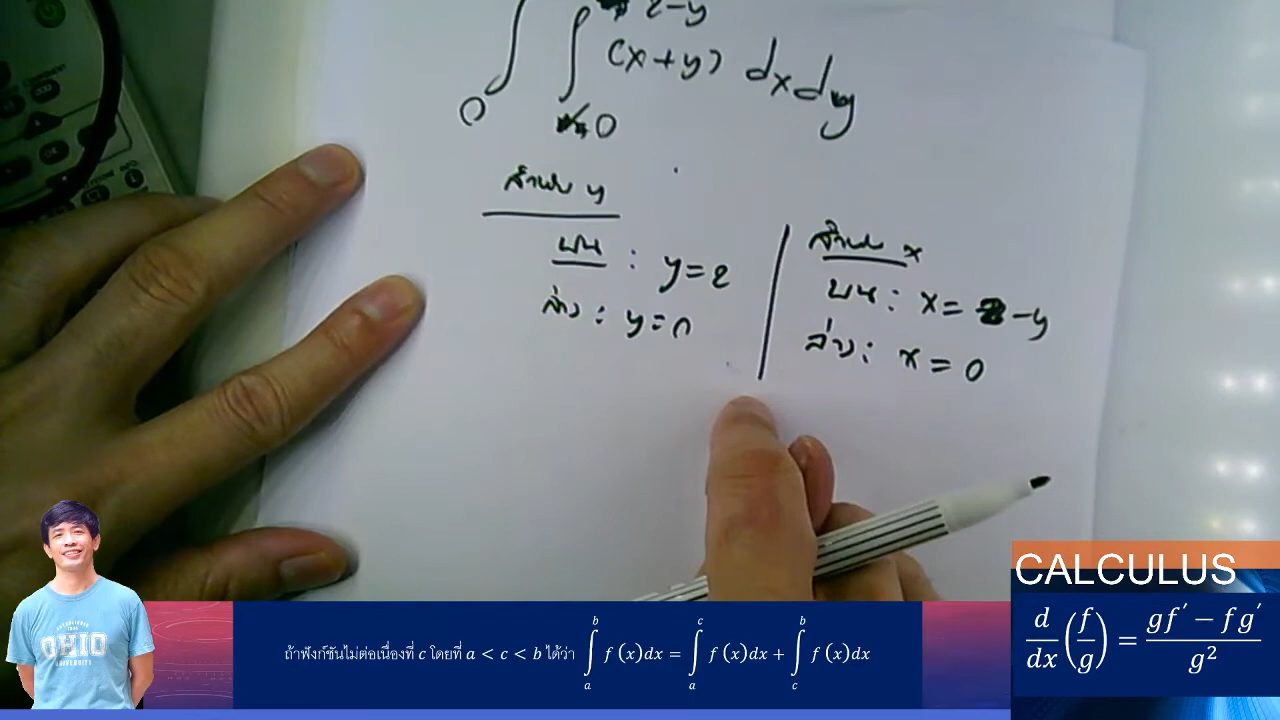 ∫ ∫ (x+y) dxdy
2-y
0 0
สำหรับ y
บน : y=2
ล่าง : y=0
สำหรับ x
บน : x= 2-y
ล่าง : x = 0
OHIO
UNIVERSITY
ถ้าฟังก์ชันไม่ต่อเนื่องที่ c โดยที่ a < c < b ได้ว่า ∫_a^b f(x)dx = ∫_a^c f(x)dx + ∫_c^b f(x)dx
CALCULUS
d/dx (f/g) = (gf′ − fg′)/g²